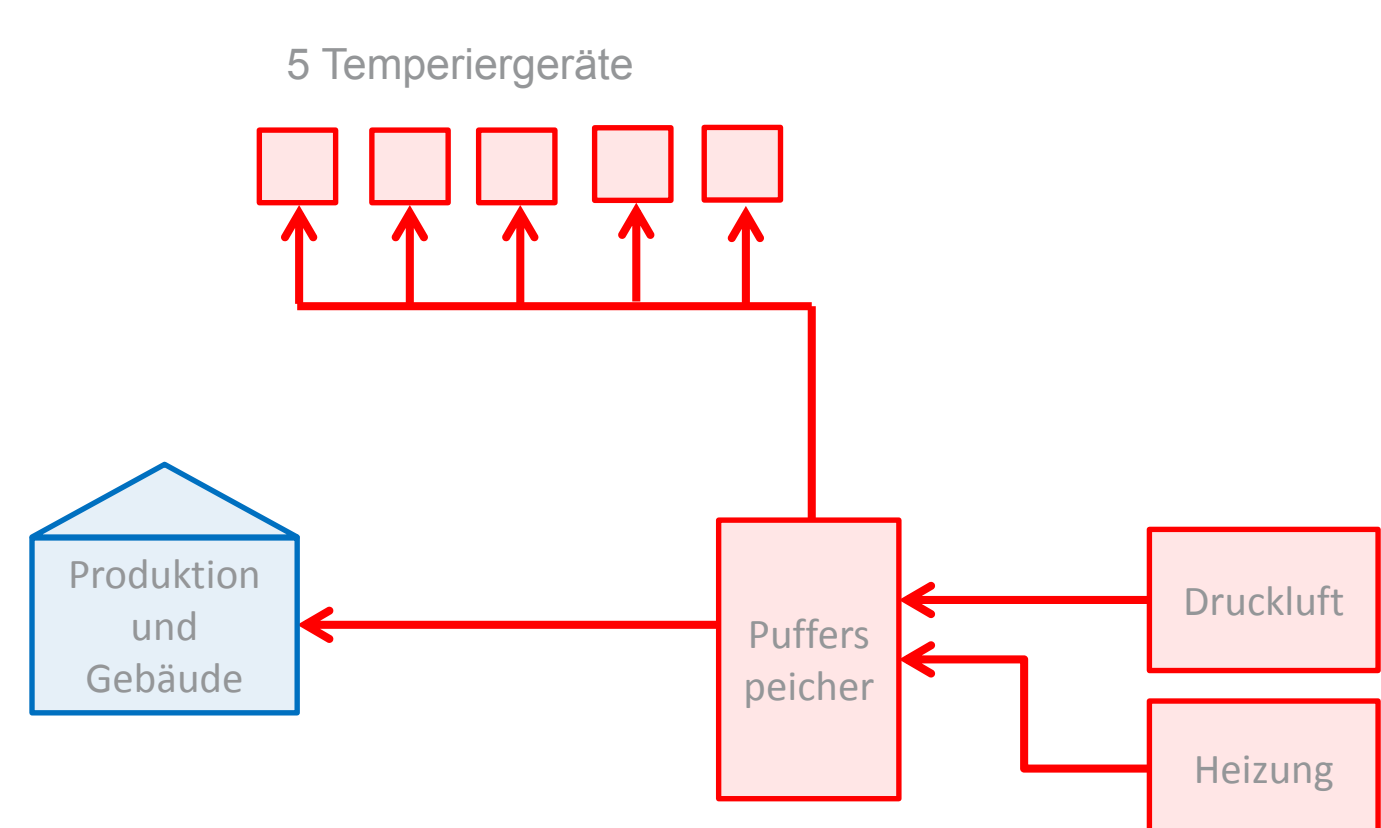 5 Temperiergeräte
Produktion
und
Gebäude
Puffers
peicher
Druckluft
Heizung